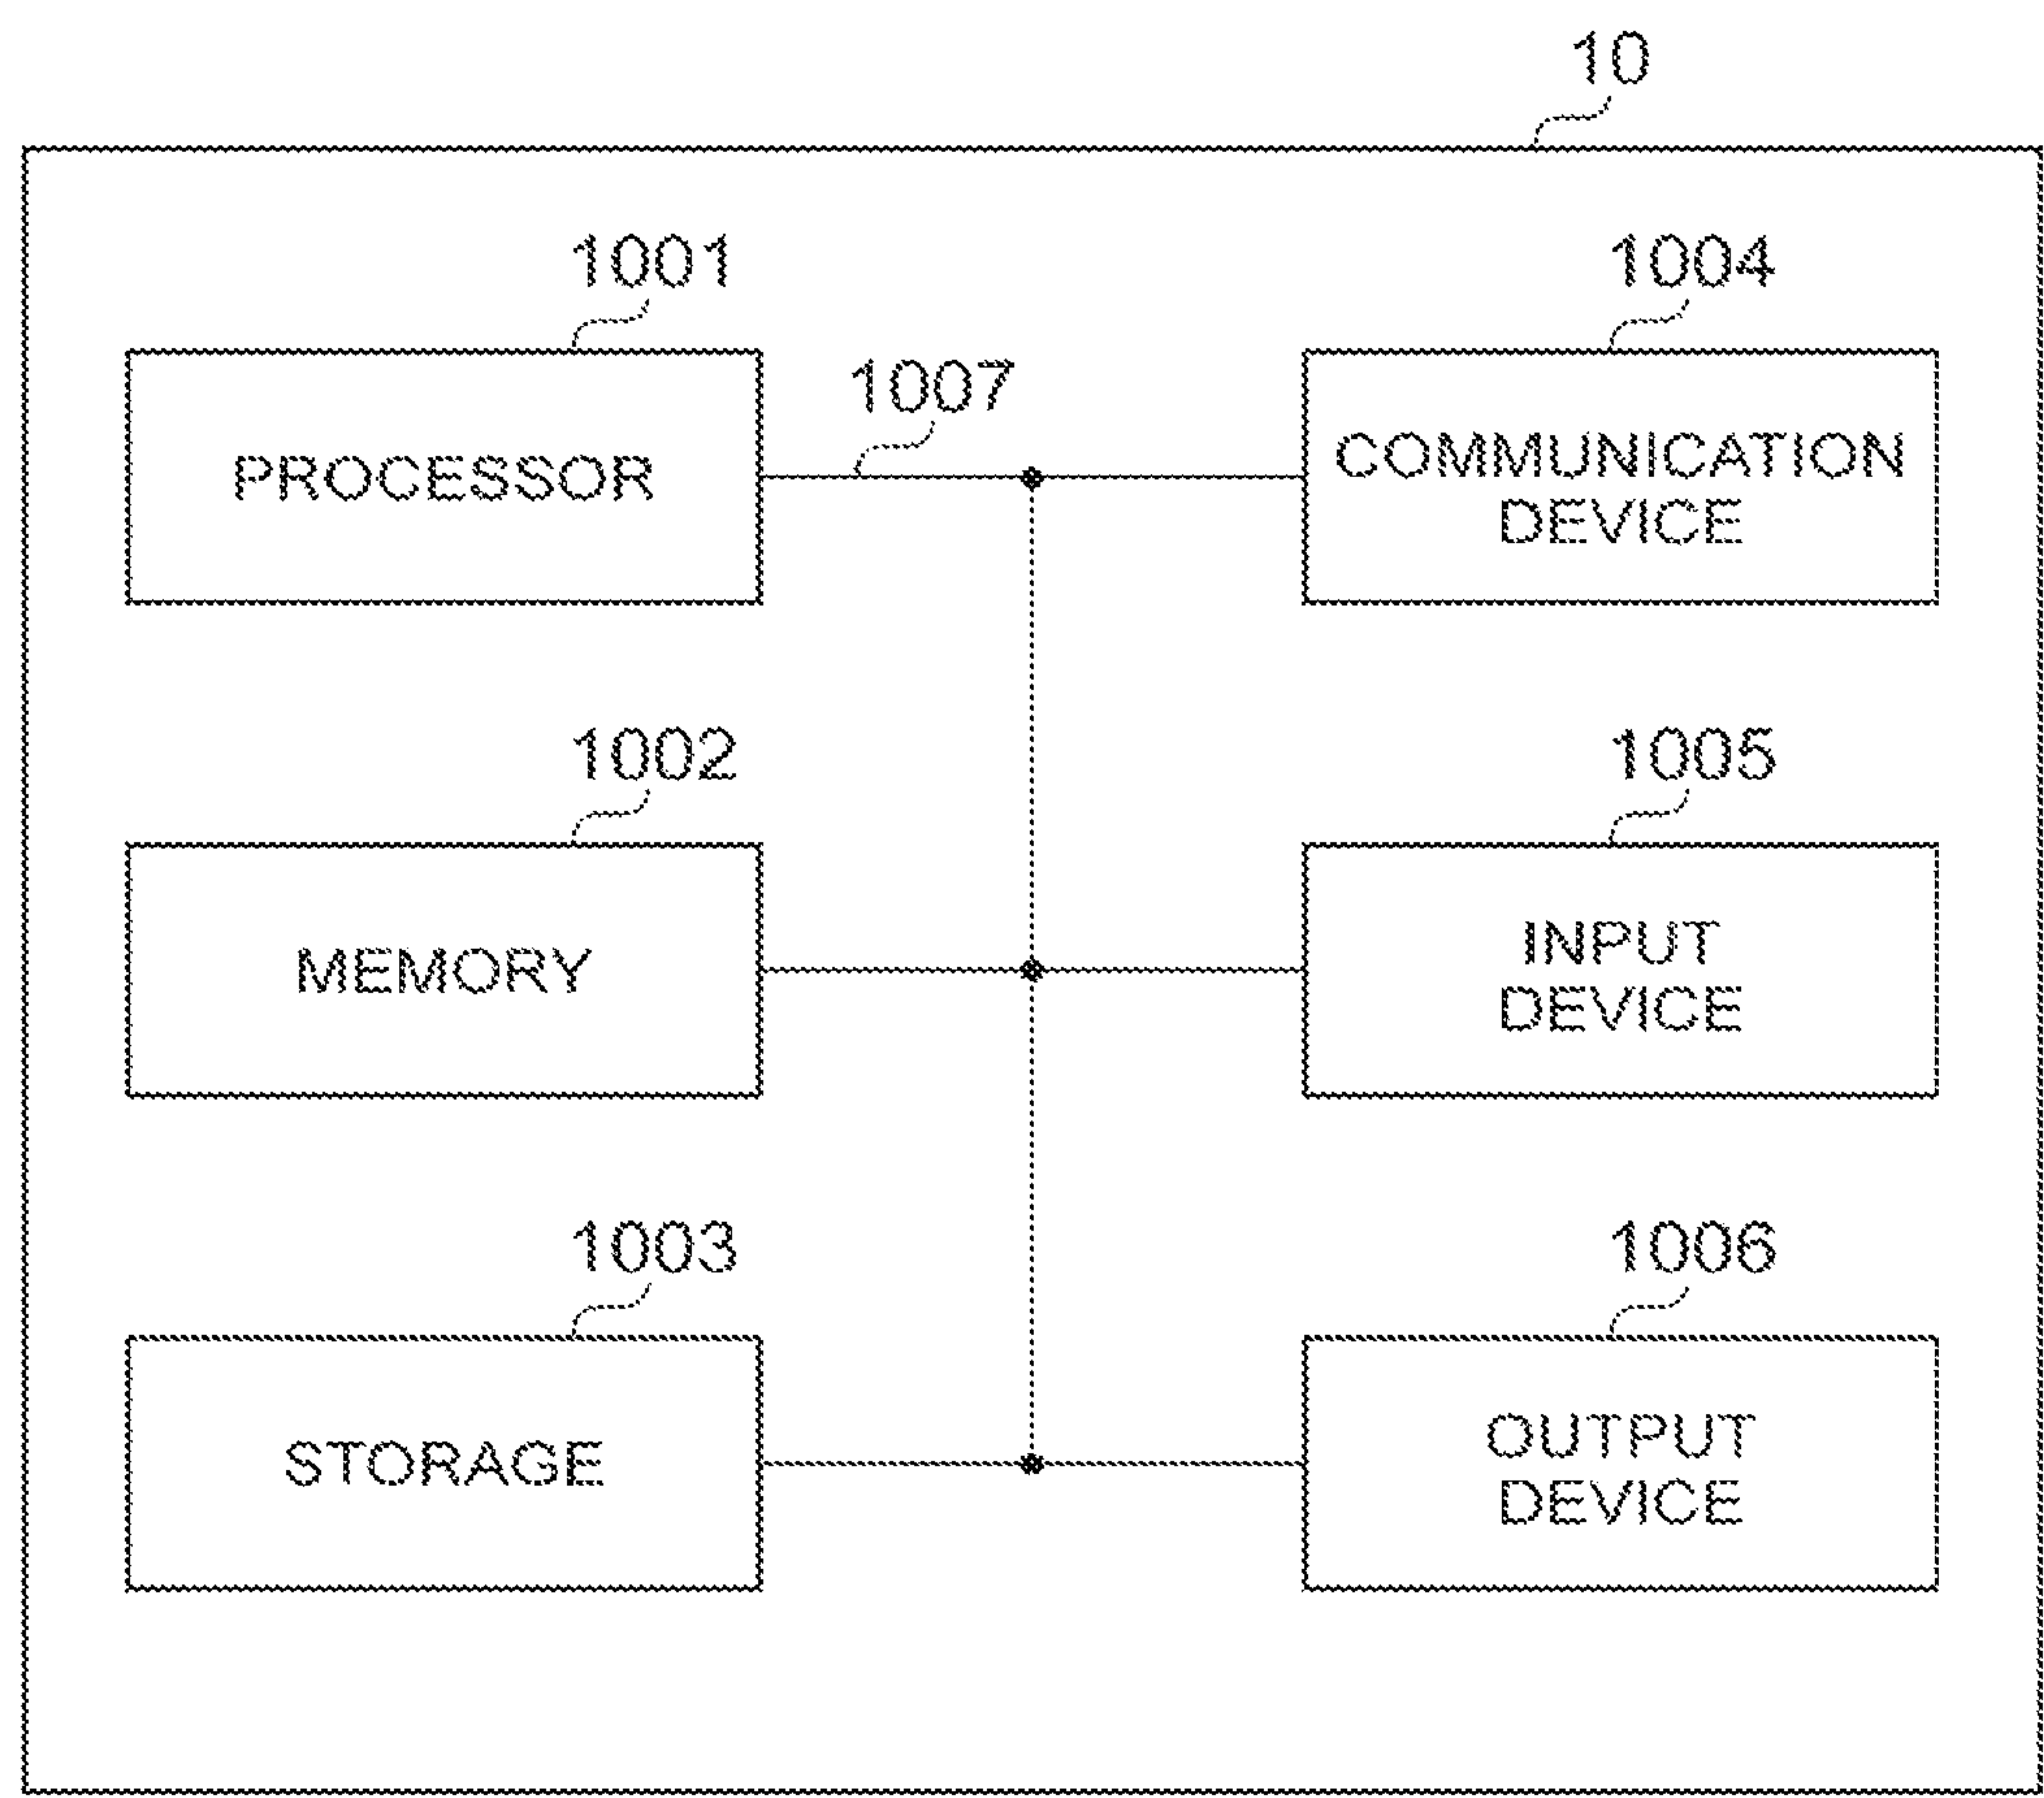 10
1001
1004
1007
PROCESSOR
COMMUNICATION
DEVICE
1002
1005
MEMORY
INPUT
DEVICE
1003
1006
STORAGE
OUTPUT
DEVICE